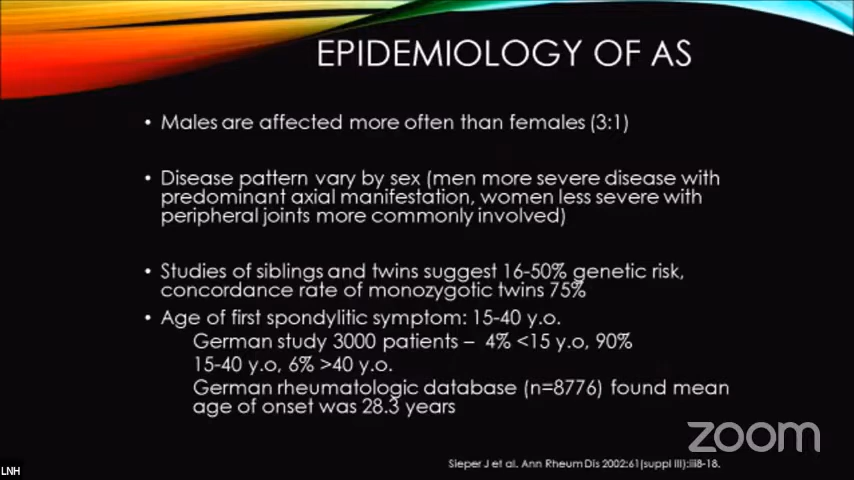 EPIDEMIOLOGY OF AS
• Males are affected more often than females (3:1)
• Disease pattern vary by sex (men more severe disease with
predominant axial manifestation, women less severe with
peripheral joints more commonly involved)
• Studies of siblings and twins suggest 16-50% genetic risk,
concordance rate of monozygotic twins 75%
• Age of first spondylitic symptom: 15-40 y.o.
German study 3000 patients – 4% <15 y.o, 90%
15-40 y.o, 6% >40 y.o.
German rheumatologic database (n=8776) found mean
age of onset was 28.3 years
zoom
Sieper J et al. Ann Rheum Dis 2002:61(suppl III):iii8-18.
LNH